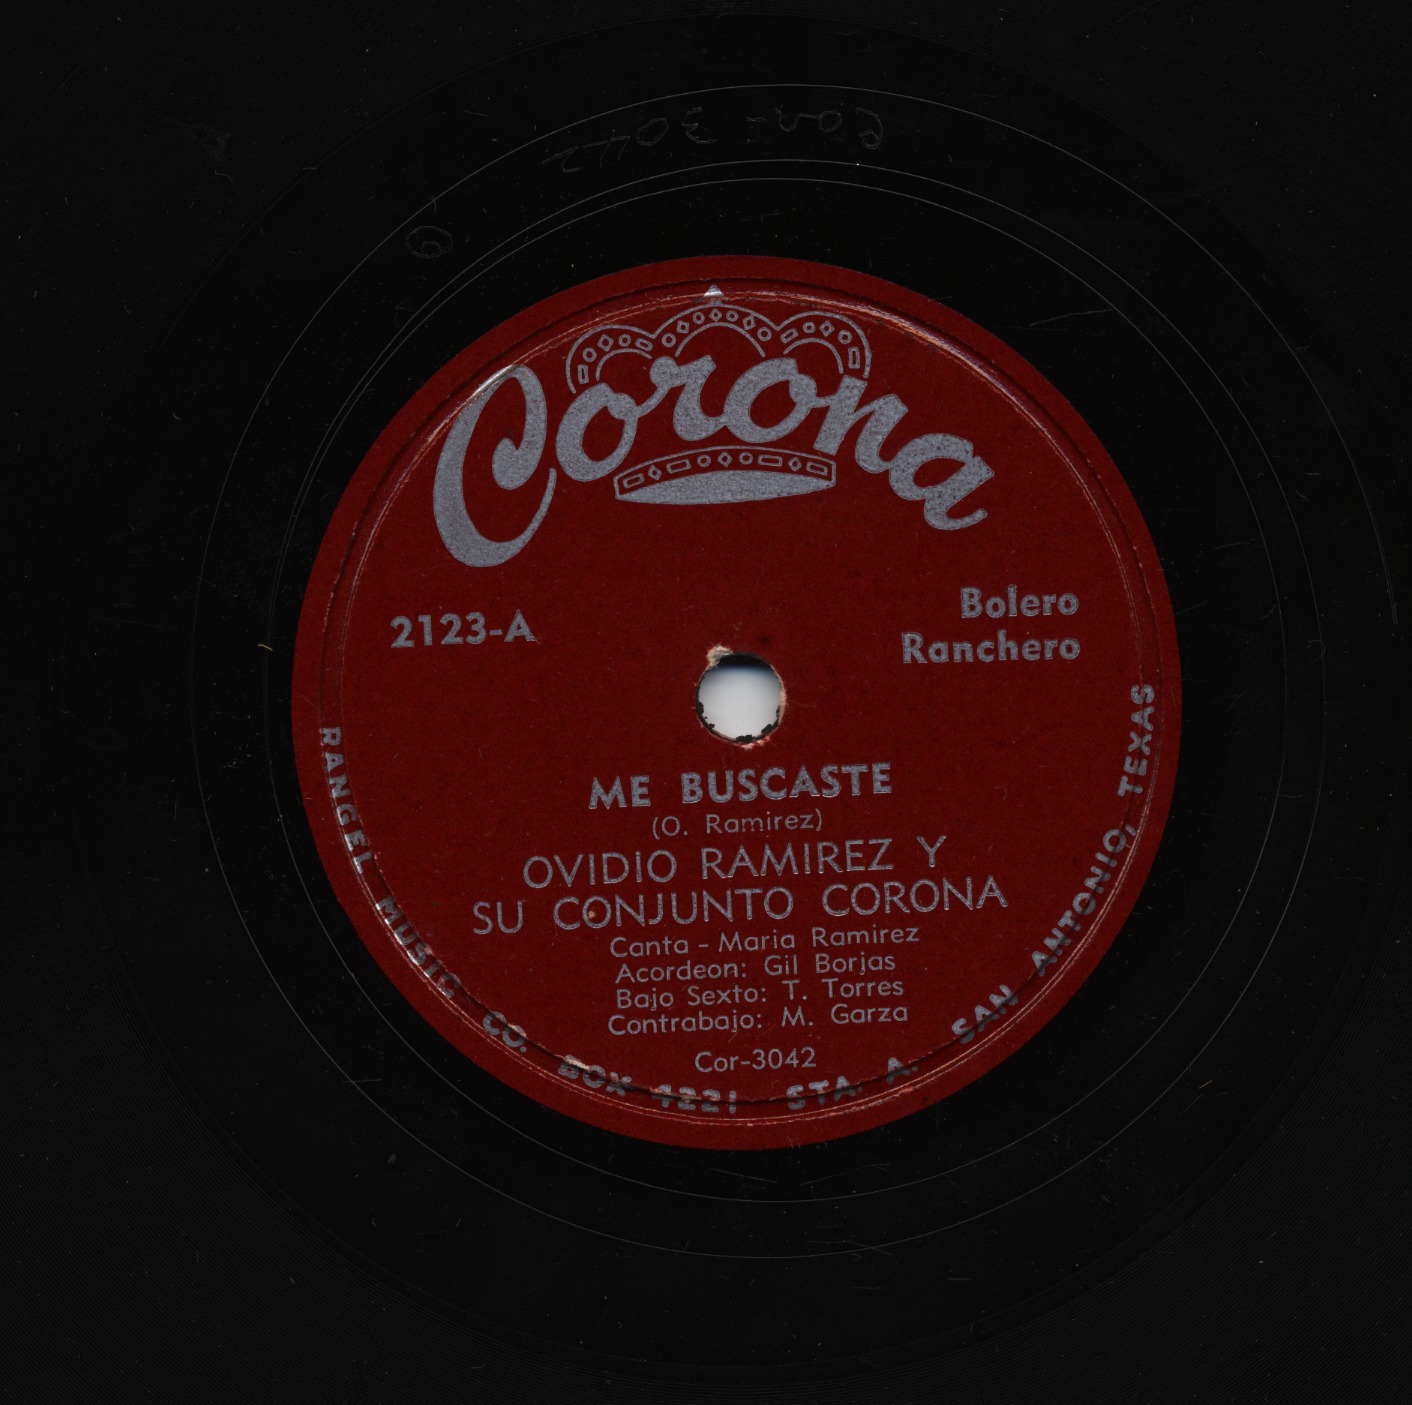 Cor-3042
Corona
2123-A
Bolero
Ranchero
ME BUSCASTE
(O. Ramirez)
OVIDIO RAMIREZ Y
SU CONJUNTO CORONA
Canta - Maria Ramirez
Acordeon: Gil Borjas
Bajo Sexto: T. Torres
Contrabajo: M. Garza
Cor-3042
RANGEL MUSIC CO. BOX 4221 STA. A. SAN ANTONIO, TEXAS